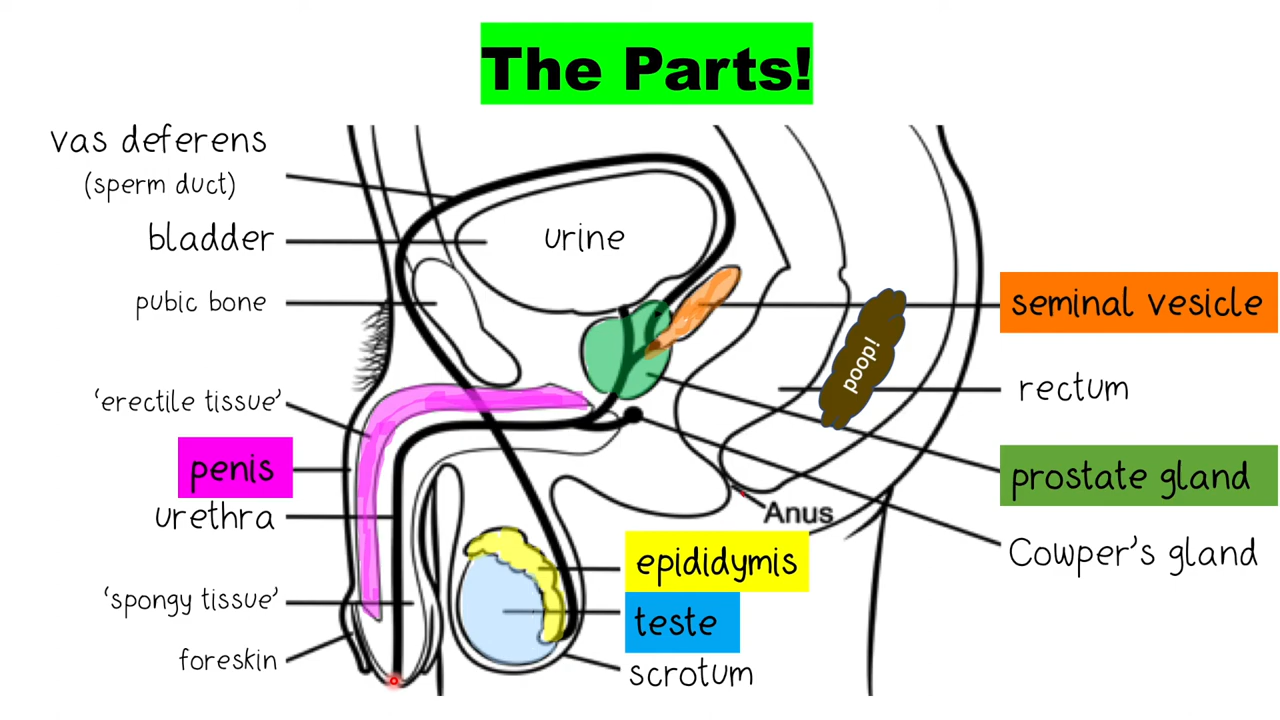 The Parts!
vas deferens
(sperm duct)
bladder
urine
pubic bone
seminal vesicle
poop!
rectum
'erectile tissue'
penis
prostate gland
urethra
Anus
Cowper's gland
epididymis
'spongy tissue'
teste
foreskin
scrotum